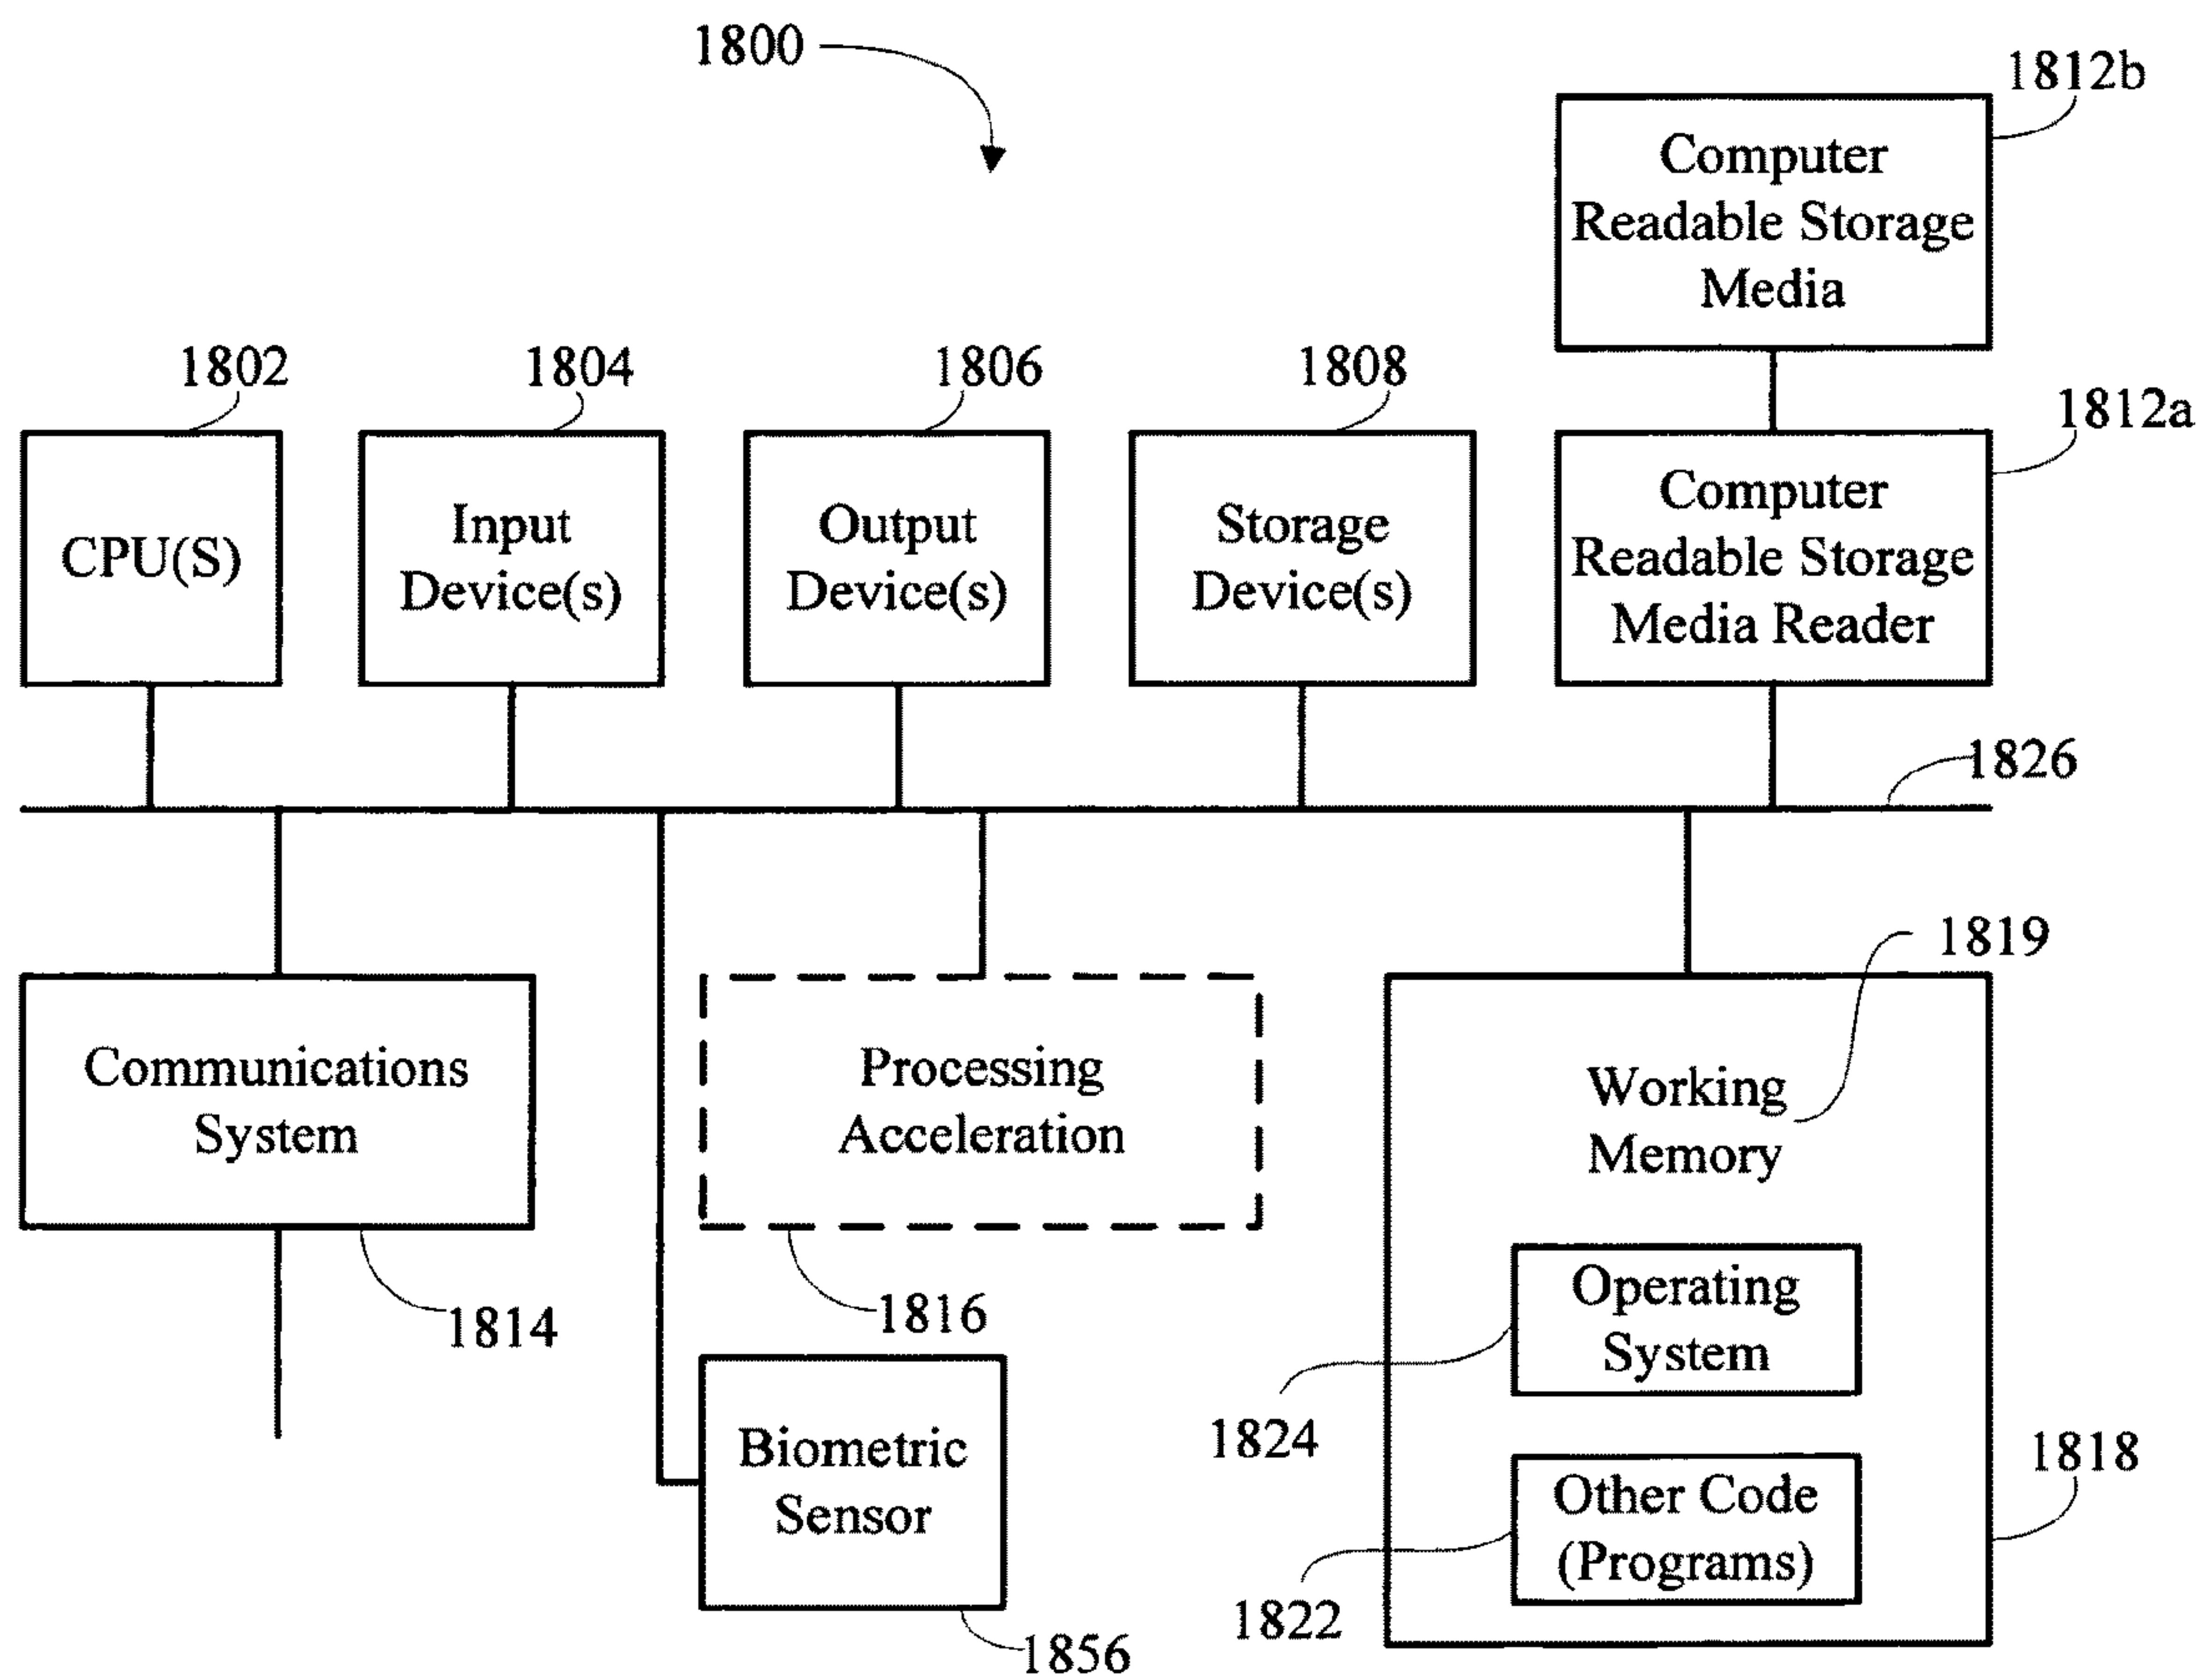 1800
1812b
Computer
Readable Storage
Media
1802
1804
1806
1808
1812a
CPU(S)
Input
Device(s)
Output
Device(s)
Storage
Device(s)
Computer
Readable Storage
Media Reader
1826
1819
Communications
System
Processing
Acceleration
Working
Memory
1814
1816
Operating
System
1824
1818
Biometric
Sensor
Other Code
(Programs)
1822
1856